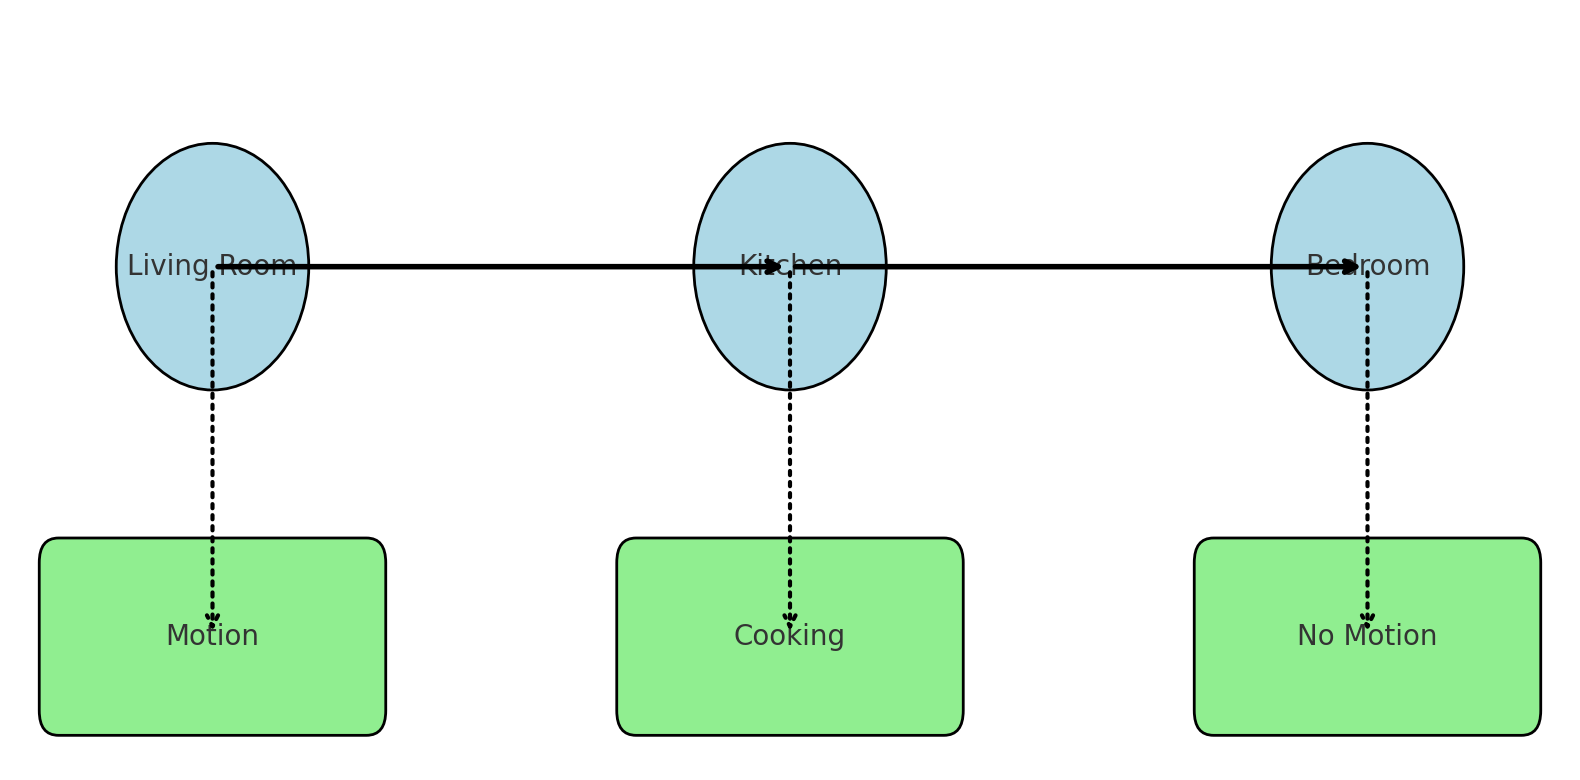 Living Room
Kitchen
Bedroom
Motion
Cooking
No Motion